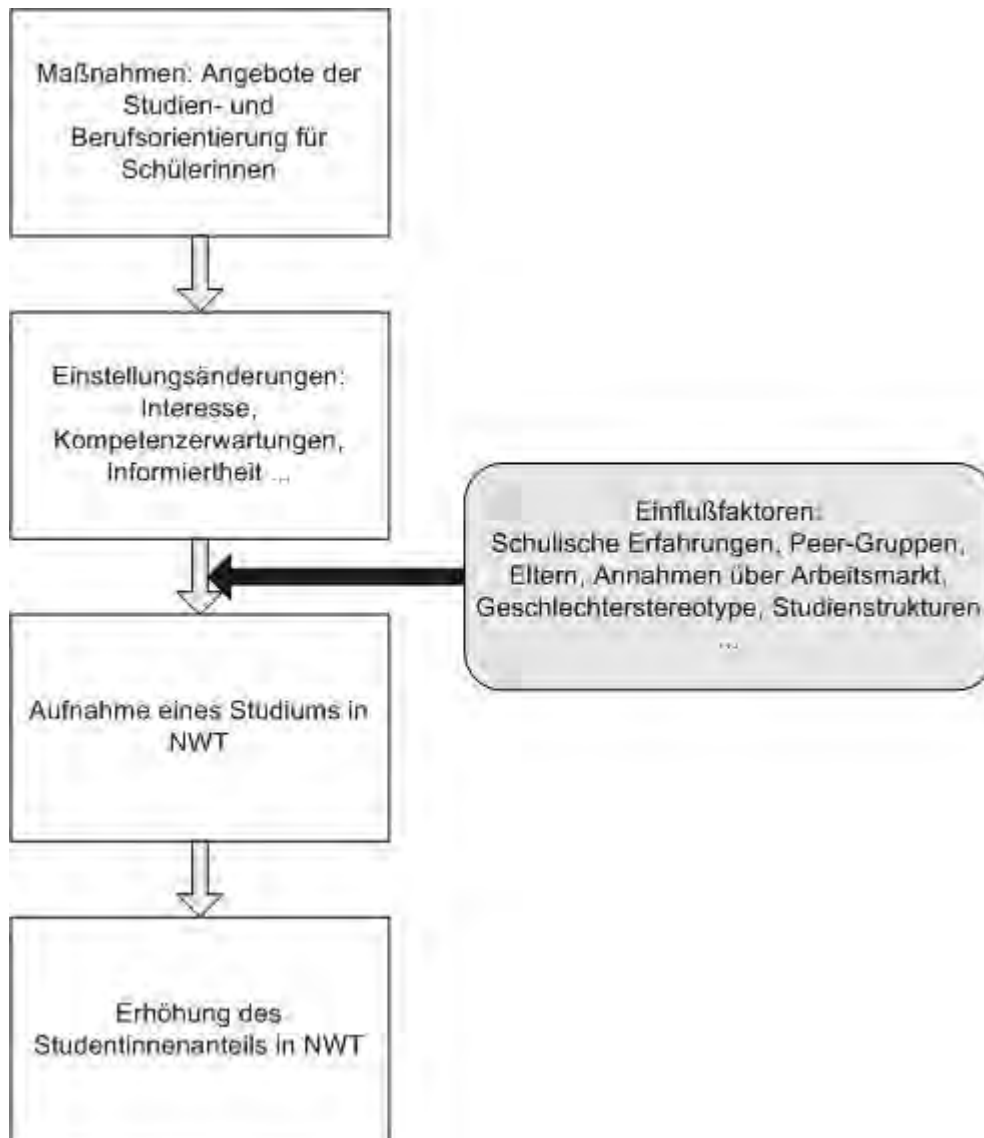 Maßnahmen: Angebote der
Studien- und
Berufsorientierung für
Schülerinnen
Einstellungsänderungen:
Interesse,
Kompetenzerwartungen,
Informiertheit ...
Einflußfaktoren:
Schulische Erfahrungen, Peer-Gruppen,
Eltern, Annahmen über Arbeitsmarkt,
Geschlechterstereotype, Studienstrukturen
...
Aufnahme eines Studiums in
NWT
Erhöhung des
Studentinnenanteils in NWT